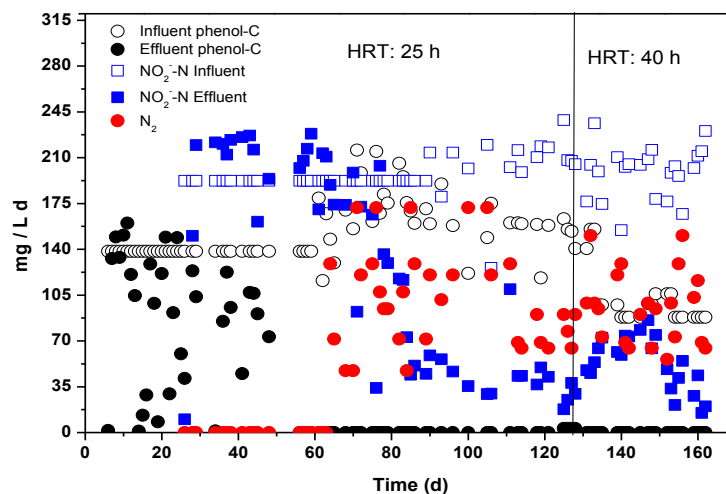 315
280
245
210
175
140
105
70
35
0
mg / L d
Influent phenol-C
Effluent phenol-C
NO₂⁻-N Influent
NO₂⁻-N Effluent
N₂
HRT: 25 h
HRT: 40 h
0 20 40 60 80 100 120 140 160
Time (d)